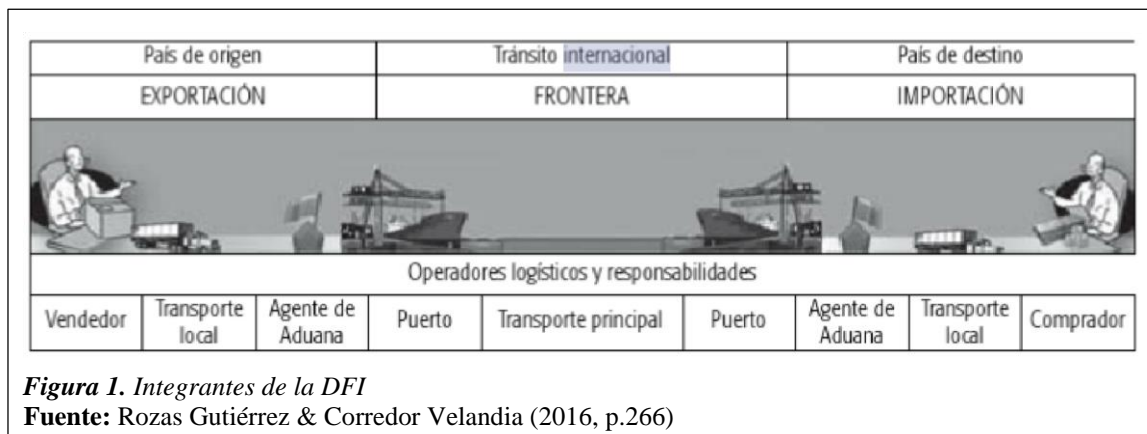 País de origen Tránsito internacional País de destino
EXPORTACIÓN FRONTERA IMPORTACIÓN
Operadores logísticos y responsabilidades
Vendedor Transporte local Agente de Aduana Puerto Transporte principal Puerto Agente de Aduana Transporte local Comprador
Figura 1. Integrantes de la DFI
Fuente: Rozas Gutiérrez & Corredor Velandia (2016, p.266)